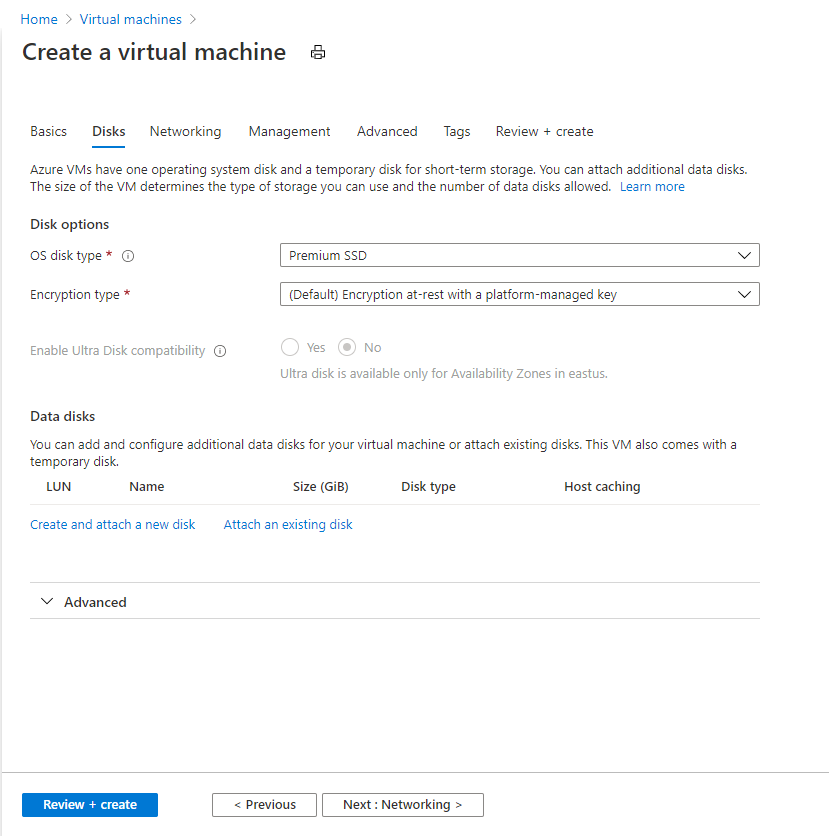 Home > Virtual machines >
Create a virtual machine
Basics Disks Networking Management Advanced Tags Review + create
Azure VMs have one operating system disk and a temporary disk for short-term storage. You can attach additional data disks.
The size of the VM determines the type of storage you can use and the number of data disks allowed. Learn more
Disk options
OS disk type * Premium SSD
Encryption type * (Default) Encryption at-rest with a platform-managed key
Enable Ultra Disk compatibility Yes No
Ultra disk is available only for Availability Zones in eastus.
Data disks
You can add and configure additional data disks for your virtual machine or attach existing disks. This VM also comes with a
temporary disk.
LUN Name Size (GiB) Disk type Host caching
Create and attach a new disk Attach an existing disk
Advanced
Review + create < Previous Next : Networking >